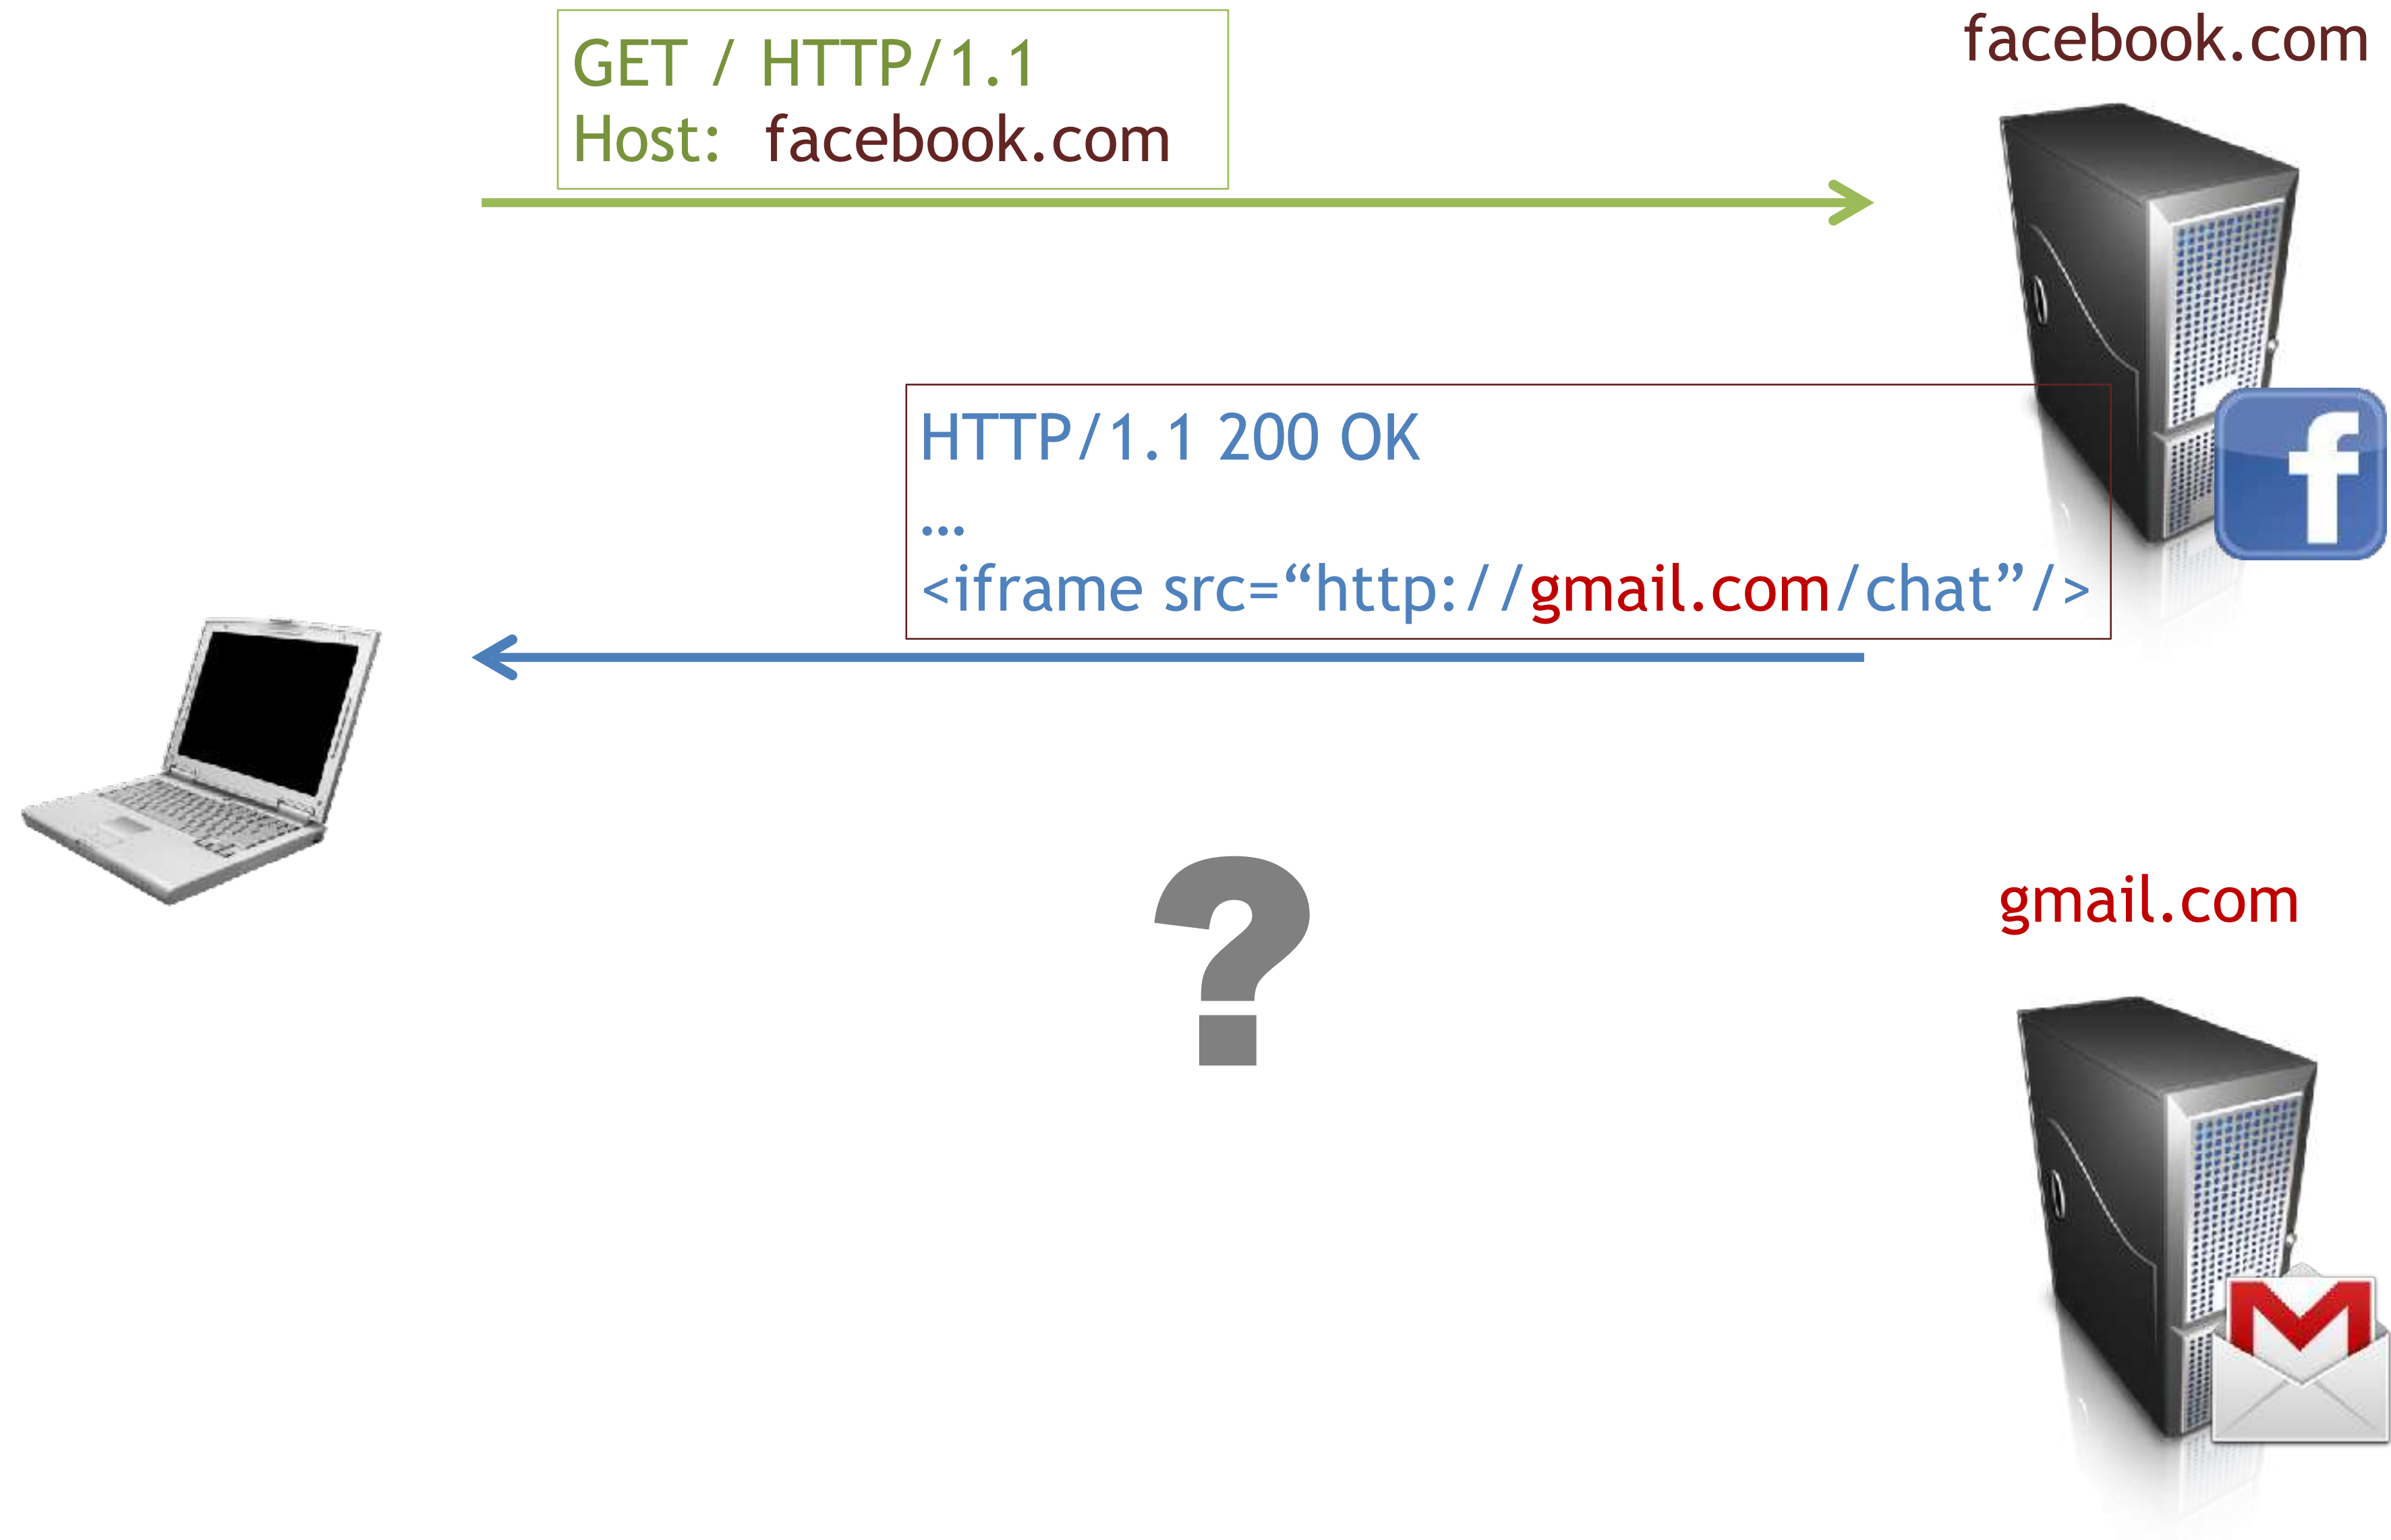 facebook.com
GET / HTTP/1.1
Host: facebook.com
HTTP/1.1 200 OK
…
<iframe src=“http://gmail.com/chat”/>
f
?
gmail.com
M